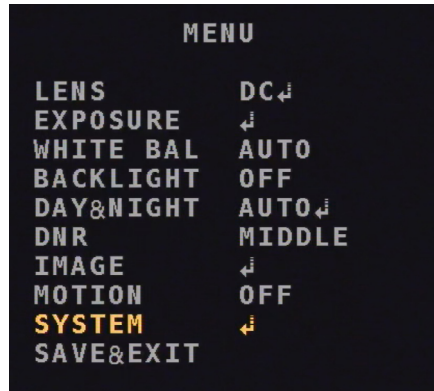 MENU
LENS DC↲
EXPOSURE ↲
WHITE BAL AUTO
BACKLIGHT OFF
DAY&NIGHT AUTO↲
DNR MIDDLE
IMAGE ↲
MOTION OFF
SYSTEM ↲
SAVE&EXIT